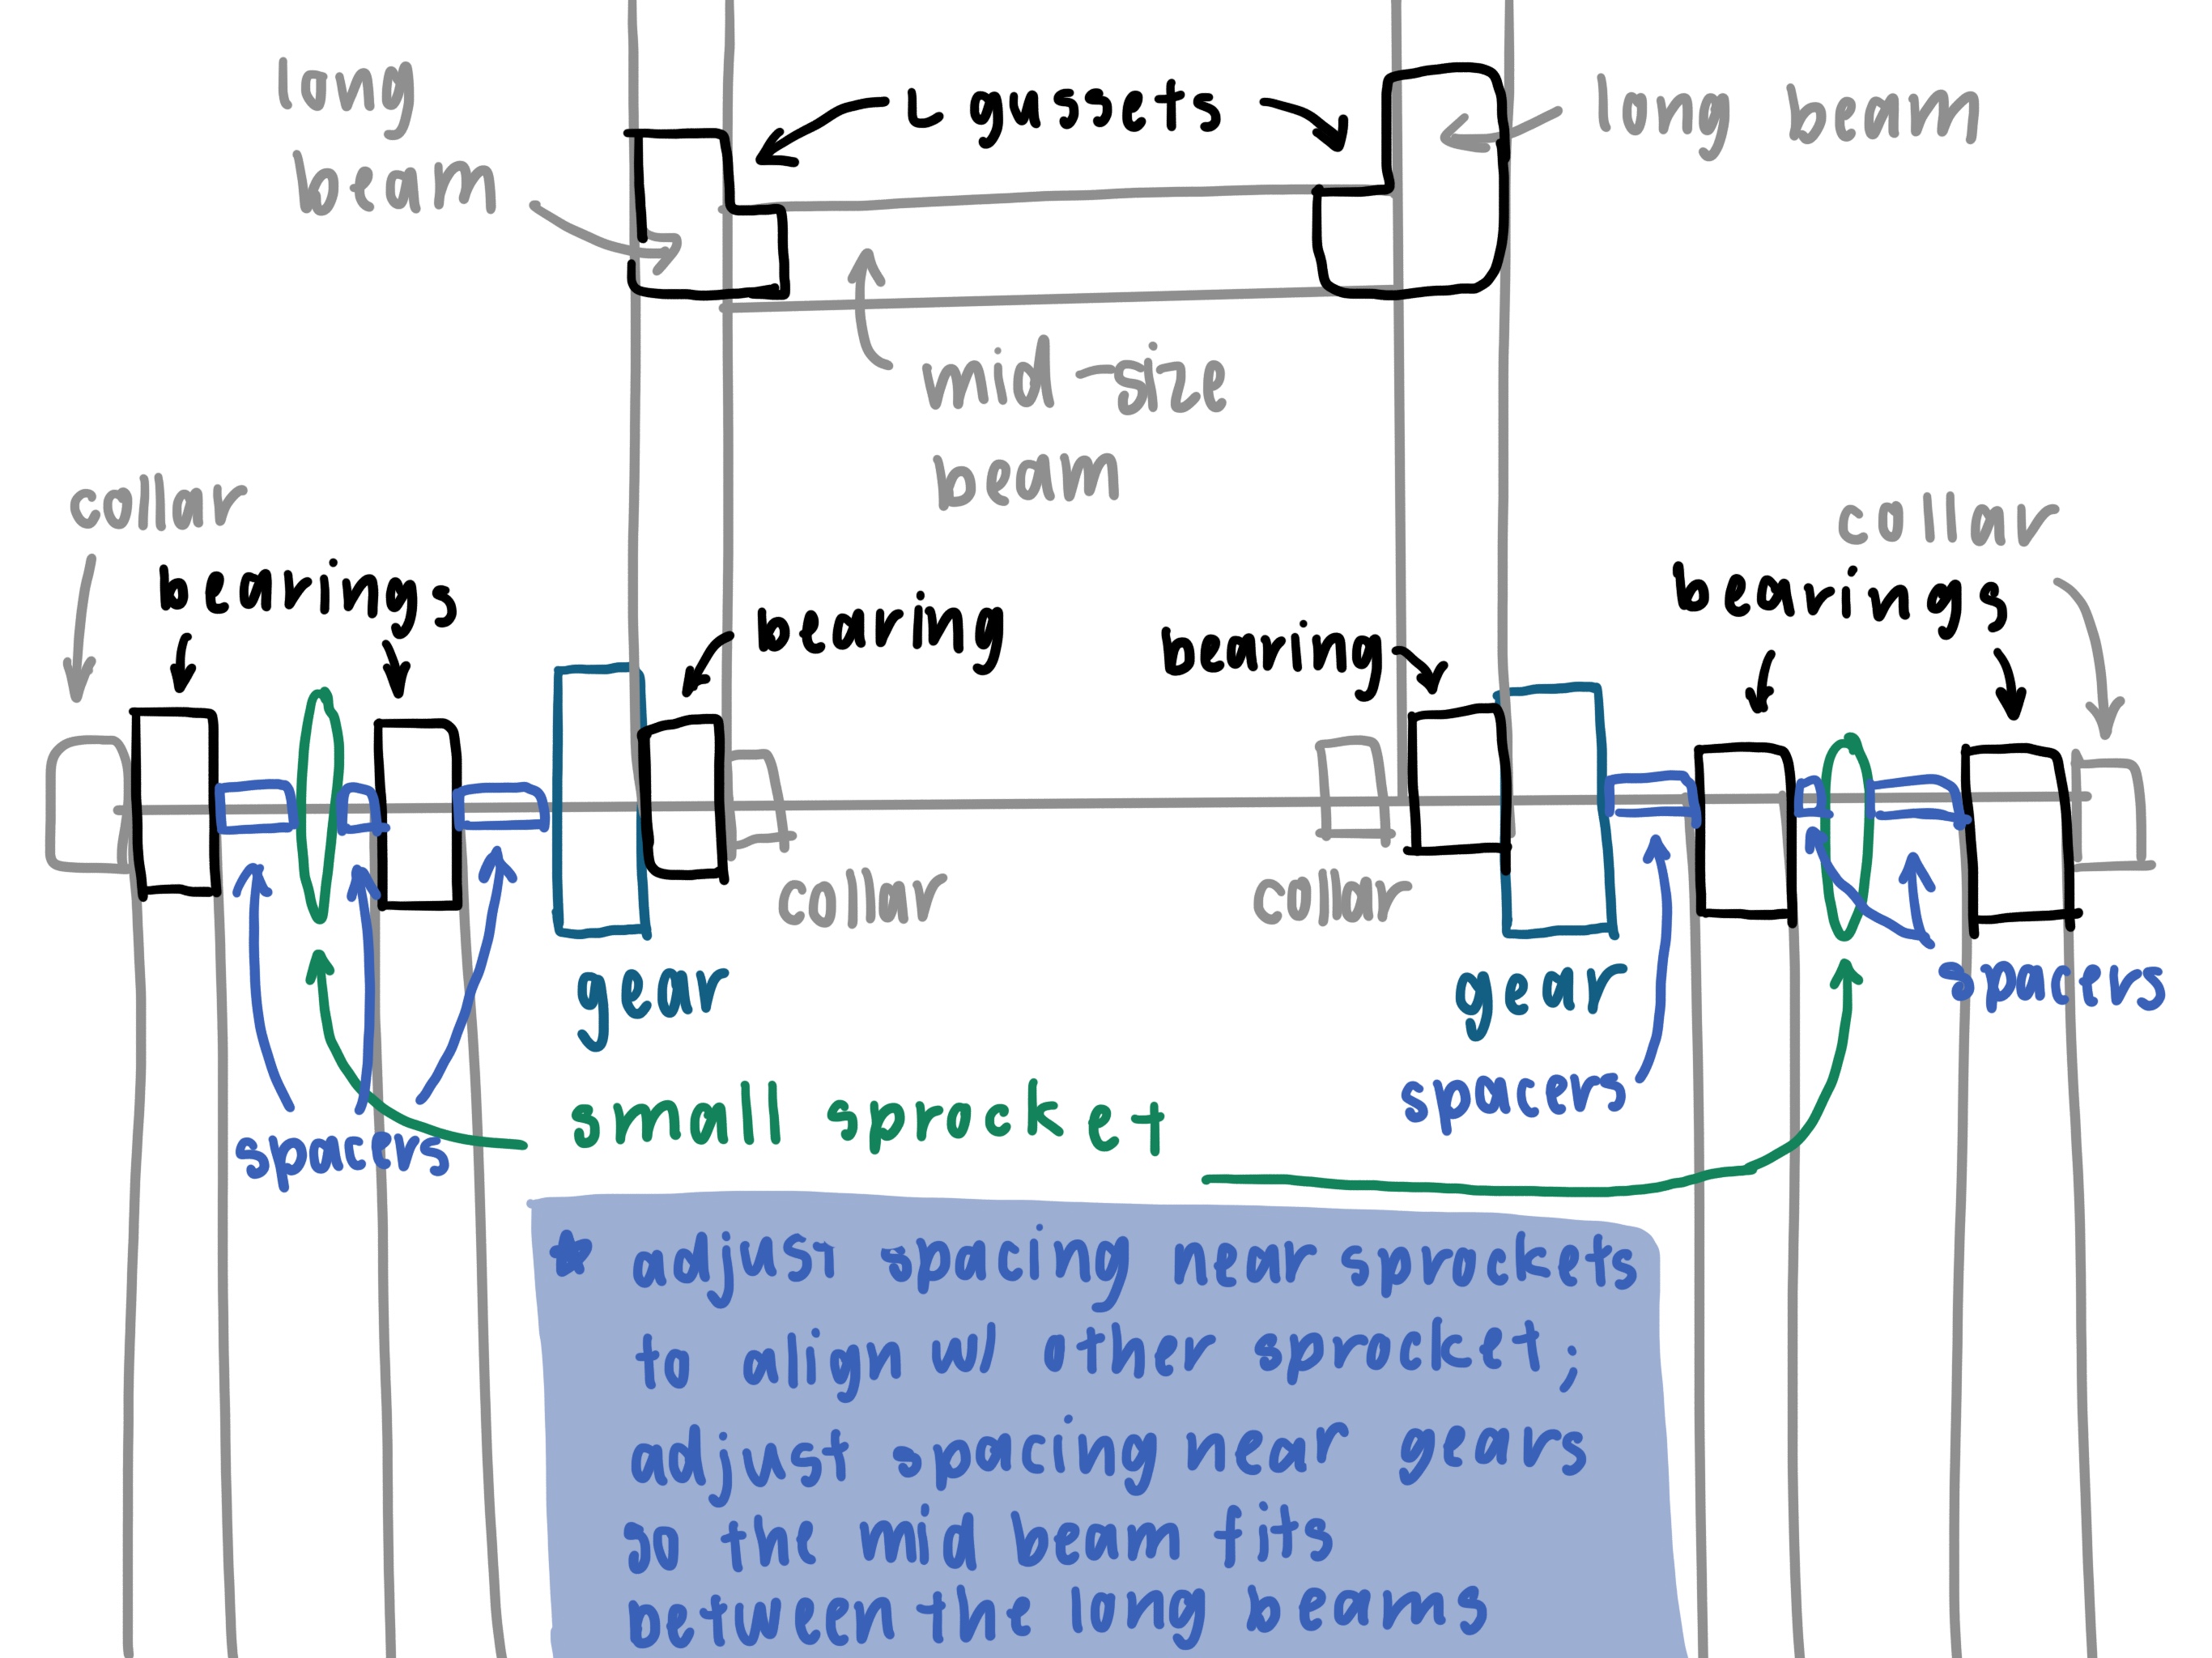 long
beam
L gussets
long beam
mid-size
beam
collar
bearings
bearing
bearing
collar
bearings
collar
collar
gear
gear
spacers
small sprocket
spacers
spacers
* adjust spacing near sprockets
to align w/ other sprocket;
adjust spacing near gears
so the mid beam fits
between the long beams